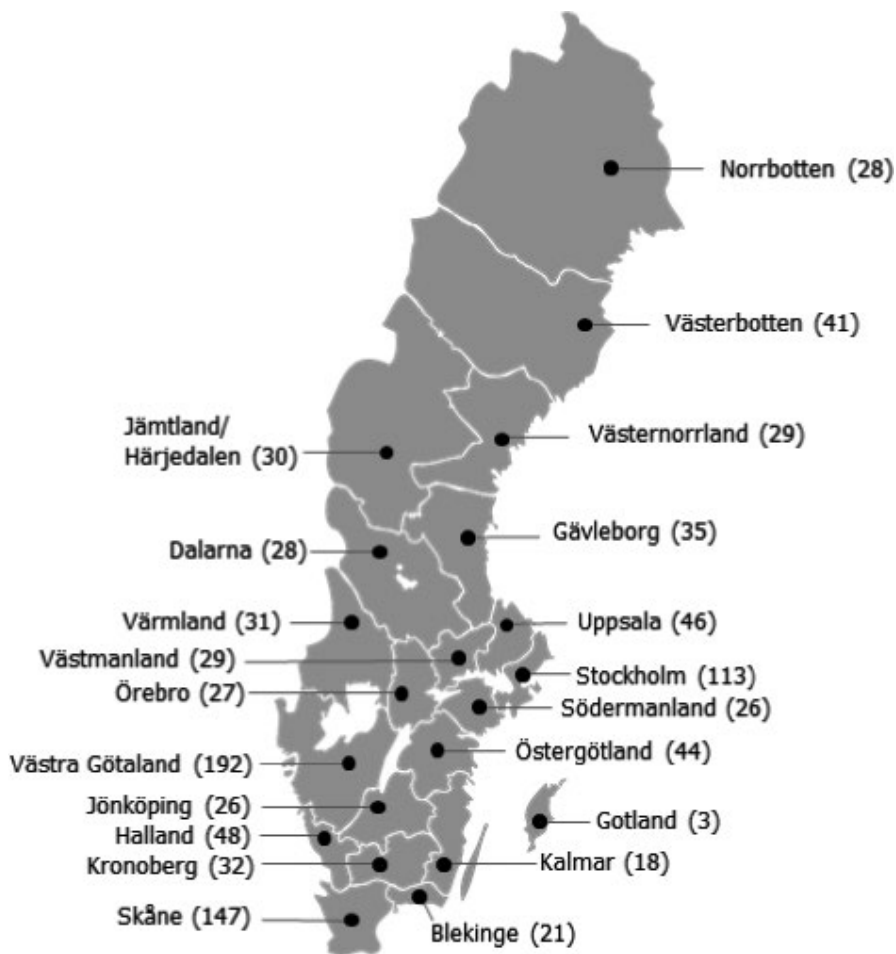 Norrbotten (28)
Västerbotten (41)
Jämtland/
Härjedalen (30)
Västernorrland (29)
Gävleborg (35)
Dalarna (28)
Värmland (31)
Uppsala (46)
Västmanland (29)
Stockholm (113)
Örebro (27)
Södermanland (26)
Östergötland (44)
Västra Götaland (192)
Jönköping (26)
Gotland (3)
Halland (48)
Kronoberg (32)
Kalmar (18)
Skåne (147)
Blekinge (21)